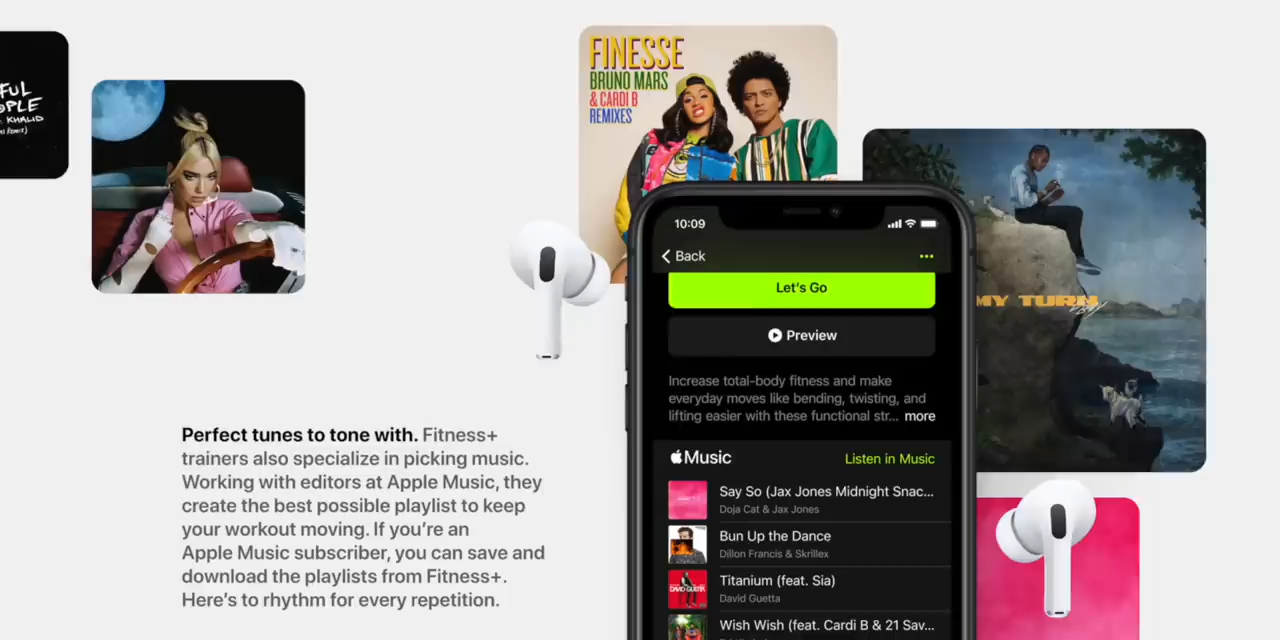 FUL
OPLE
. KHALID
FINESSE
BRUNO MARS
& CARDI B
REMIXES
MY TURN
10:09
Back
Let's Go
Preview
Increase total-body fitness and make
everyday moves like bending, twisting, and
lifting easier with these functional str... more
Music
Listen in Music
Say So (Jax Jones Midnight Snac...
Doja Cat & Jax Jones
Bun Up the Dance
Dillon Francis & Skrillex
Titanium (feat. Sia)
David Guetta
Wish Wish (feat. Cardi B & 21 Sav...
Perfect tunes to tone with. Fitness+
trainers also specialize in picking music.
Working with editors at Apple Music, they
create the best possible playlist to keep
your workout moving. If you're an
Apple Music subscriber, you can save and
download the playlists from Fitness+.
Here's to rhythm for every repetition.